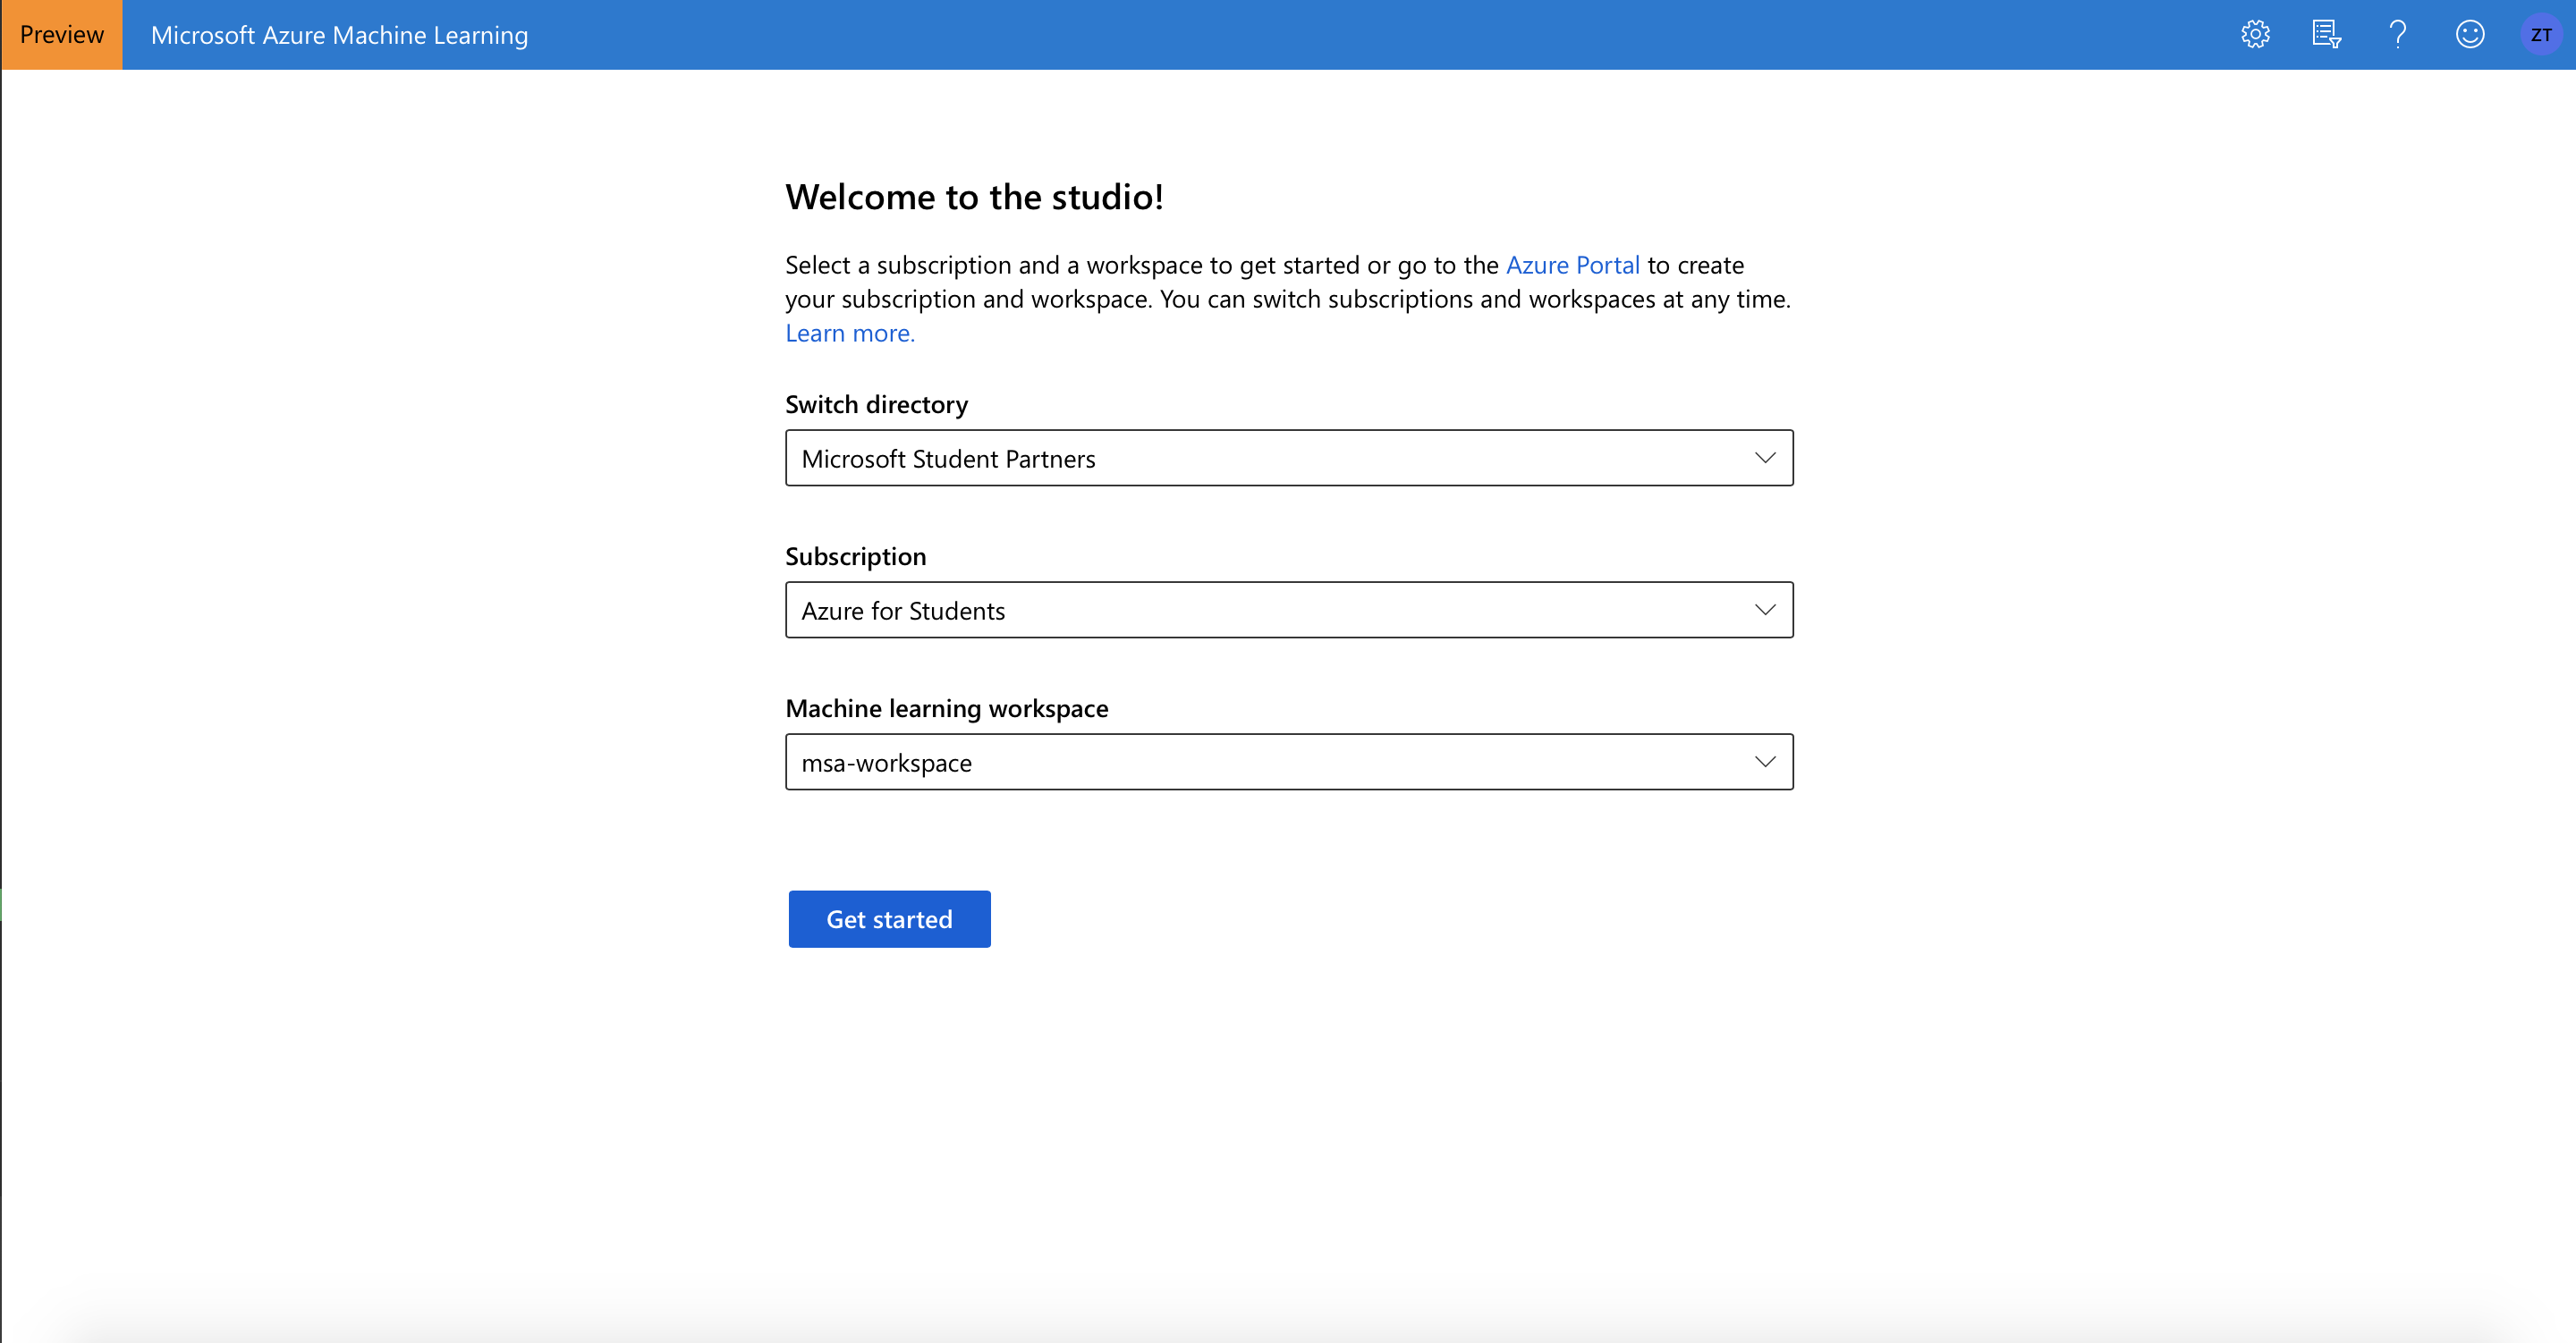 Preview
Microsoft Azure Machine Learning
ZT
Welcome to the studio!
Select a subscription and a workspace to get started or go to the Azure Portal to create
your subscription and workspace. You can switch subscriptions and workspaces at any time.
Learn more.
Switch directory
Microsoft Student Partners
Subscription
Azure for Students
Machine learning workspace
msa-workspace
Get started